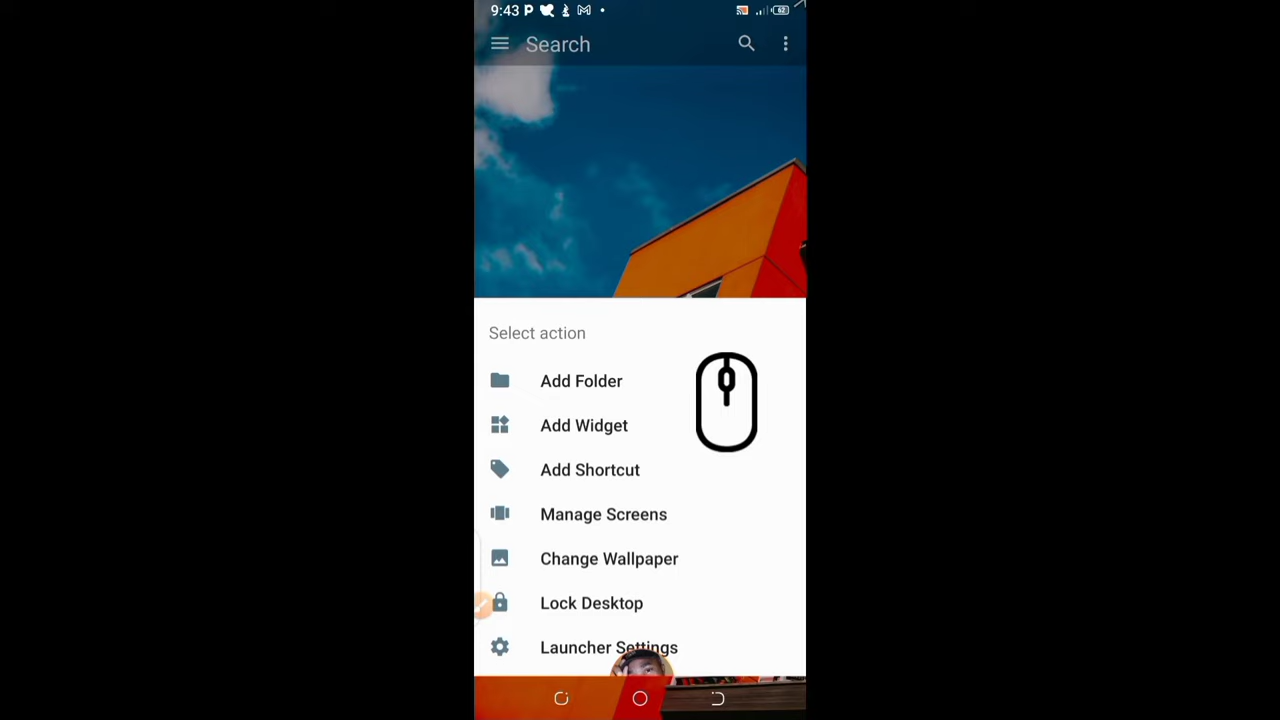 9:43 P 62
Search
Select action
Add Folder
Add Widget
Add Shortcut
Manage Screens
Change Wallpaper
Lock Desktop
Launcher Settings